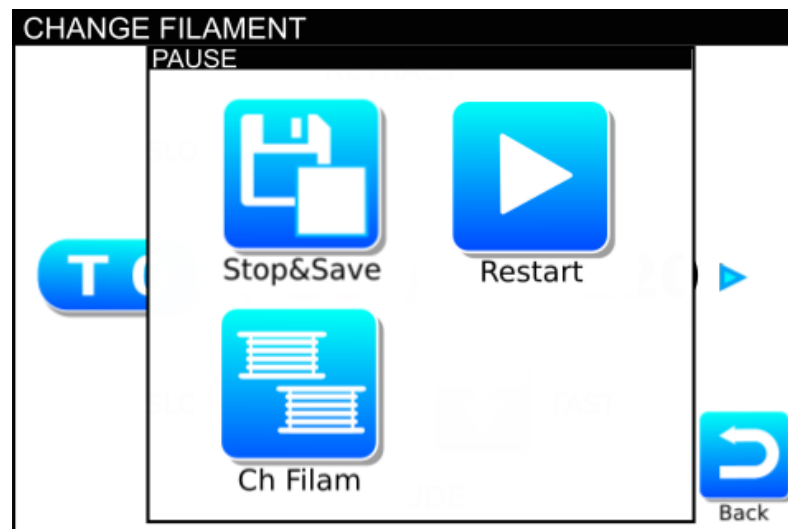 CHANGE FILAMENT
PAUSE
Stop&Save
Restart
T
Ch Filam
Back